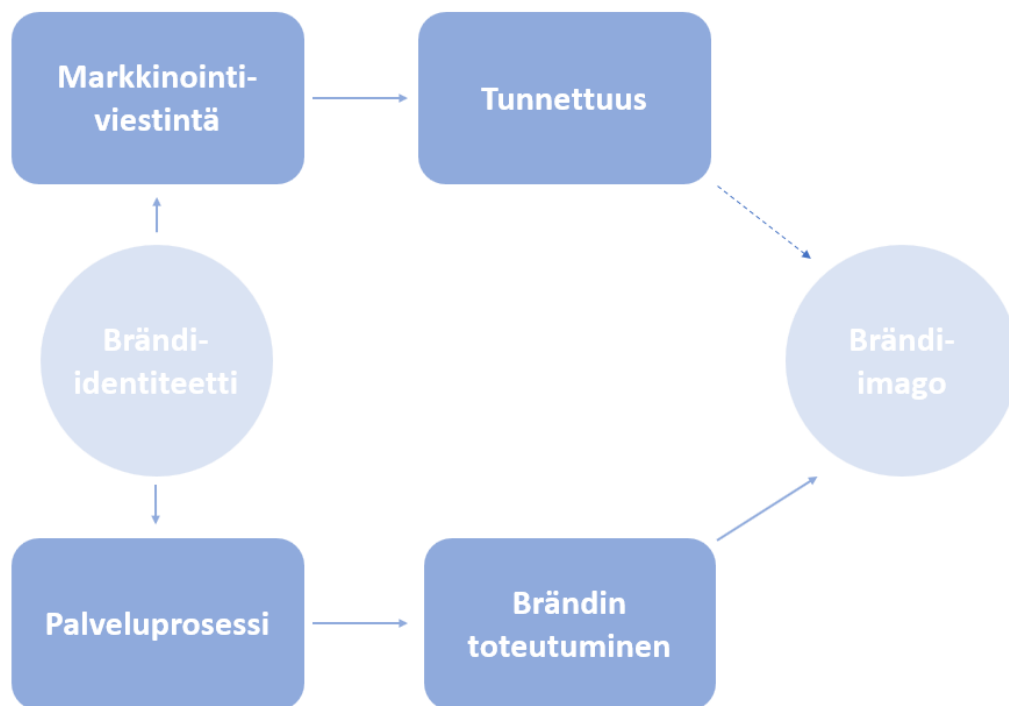 Markkinointi-
viestintä
Tunnettuus
Brändi-
identiteetti
Brändi-
imago
Palveluprosessi
Brändin
toteutuminen